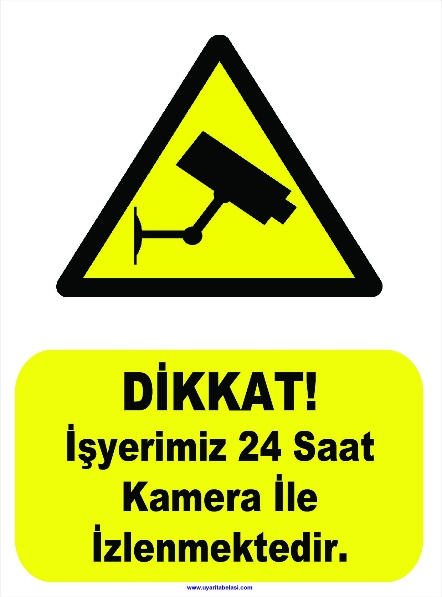 DİKKAT!
İşyerimiz 24 Saat
Kamera İle
İzlenmektedir.
www.uyaritabelasi.com